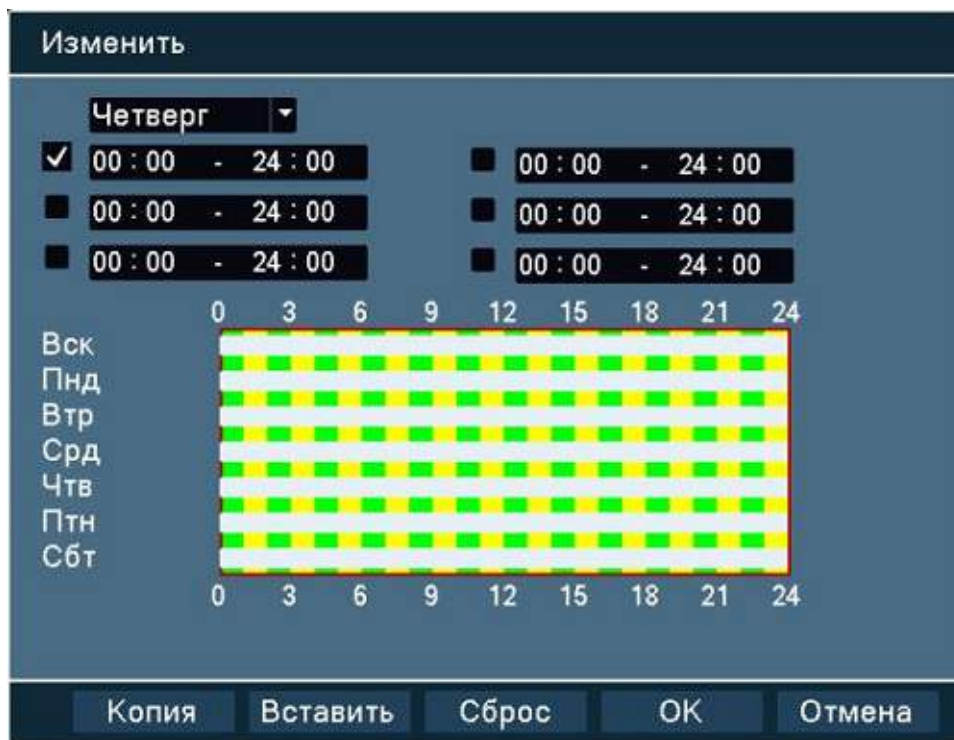 Изменить
Четверг
00:00 - 24:00 00:00 - 24:00
00:00 - 24:00 00:00 - 24:00
00:00 - 24:00 00:00 - 24:00
0 3 6 9 12 15 18 21 24
Вск
Пнд
Втр
Срд
Чтв
Птн
Сбт
0 3 6 9 12 15 18 21 24
Копия Вставить Сброс OK Отмена